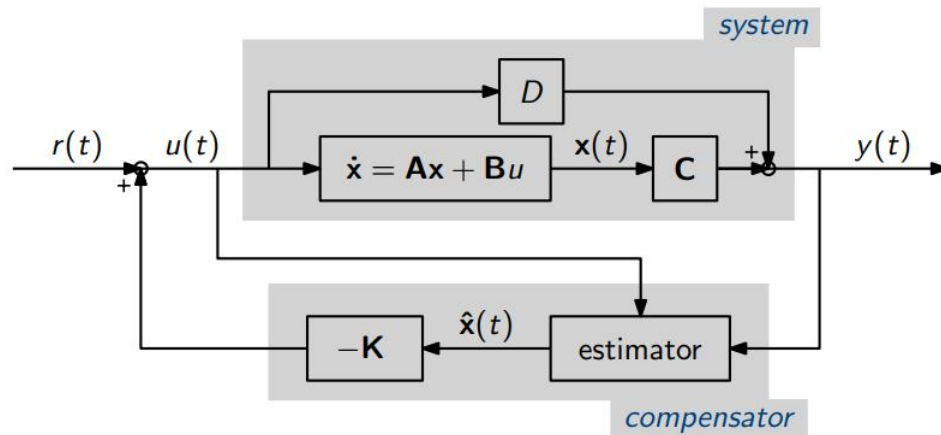 system
D
r(t)
u(t)
ẋ = Ax + Bu
x(t)
C
+
y(t)
+
−K
x̂(t)
estimator
compensator